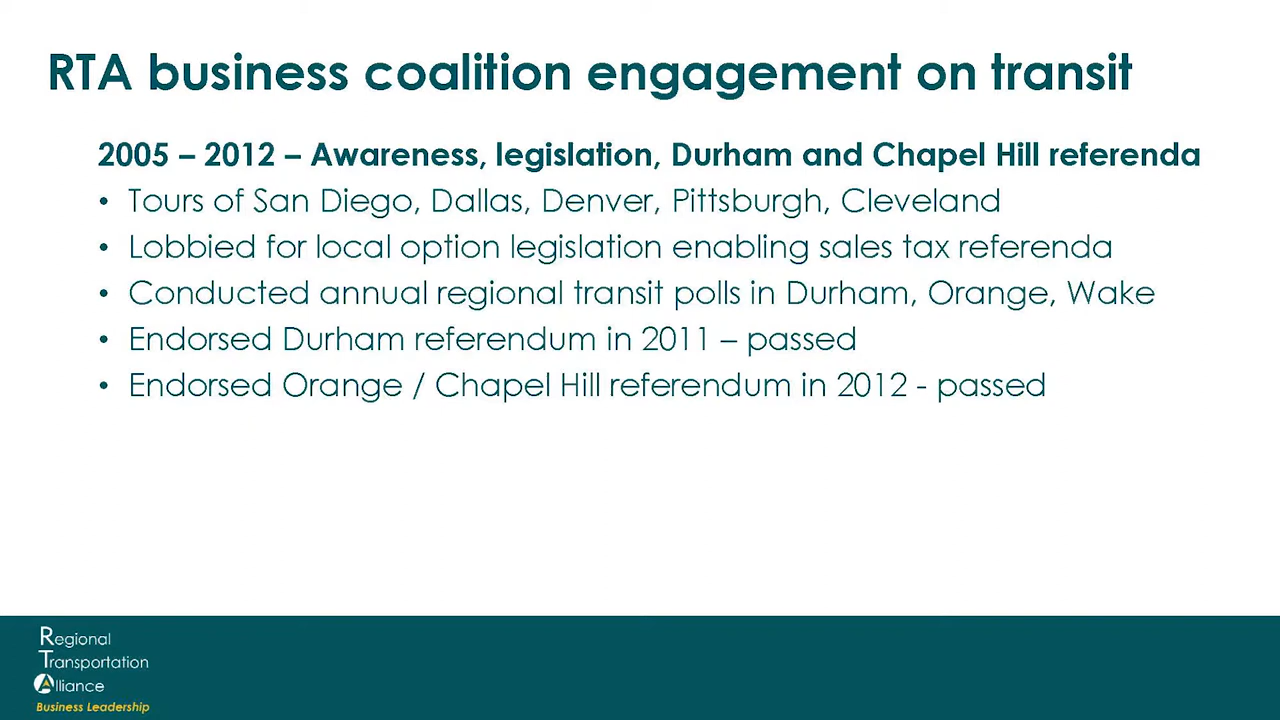 RTA business coalition engagement on transit
2005 – 2012 – Awareness, legislation, Durham and Chapel Hill referenda
• Tours of San Diego, Dallas, Denver, Pittsburgh, Cleveland
• Lobbied for local option legislation enabling sales tax referenda
• Conducted annual regional transit polls in Durham, Orange, Wake
• Endorsed Durham referendum in 2011 – passed
• Endorsed Orange / Chapel Hill referendum in 2012 - passed
Regional
Transportation
Alliance
Business Leadership